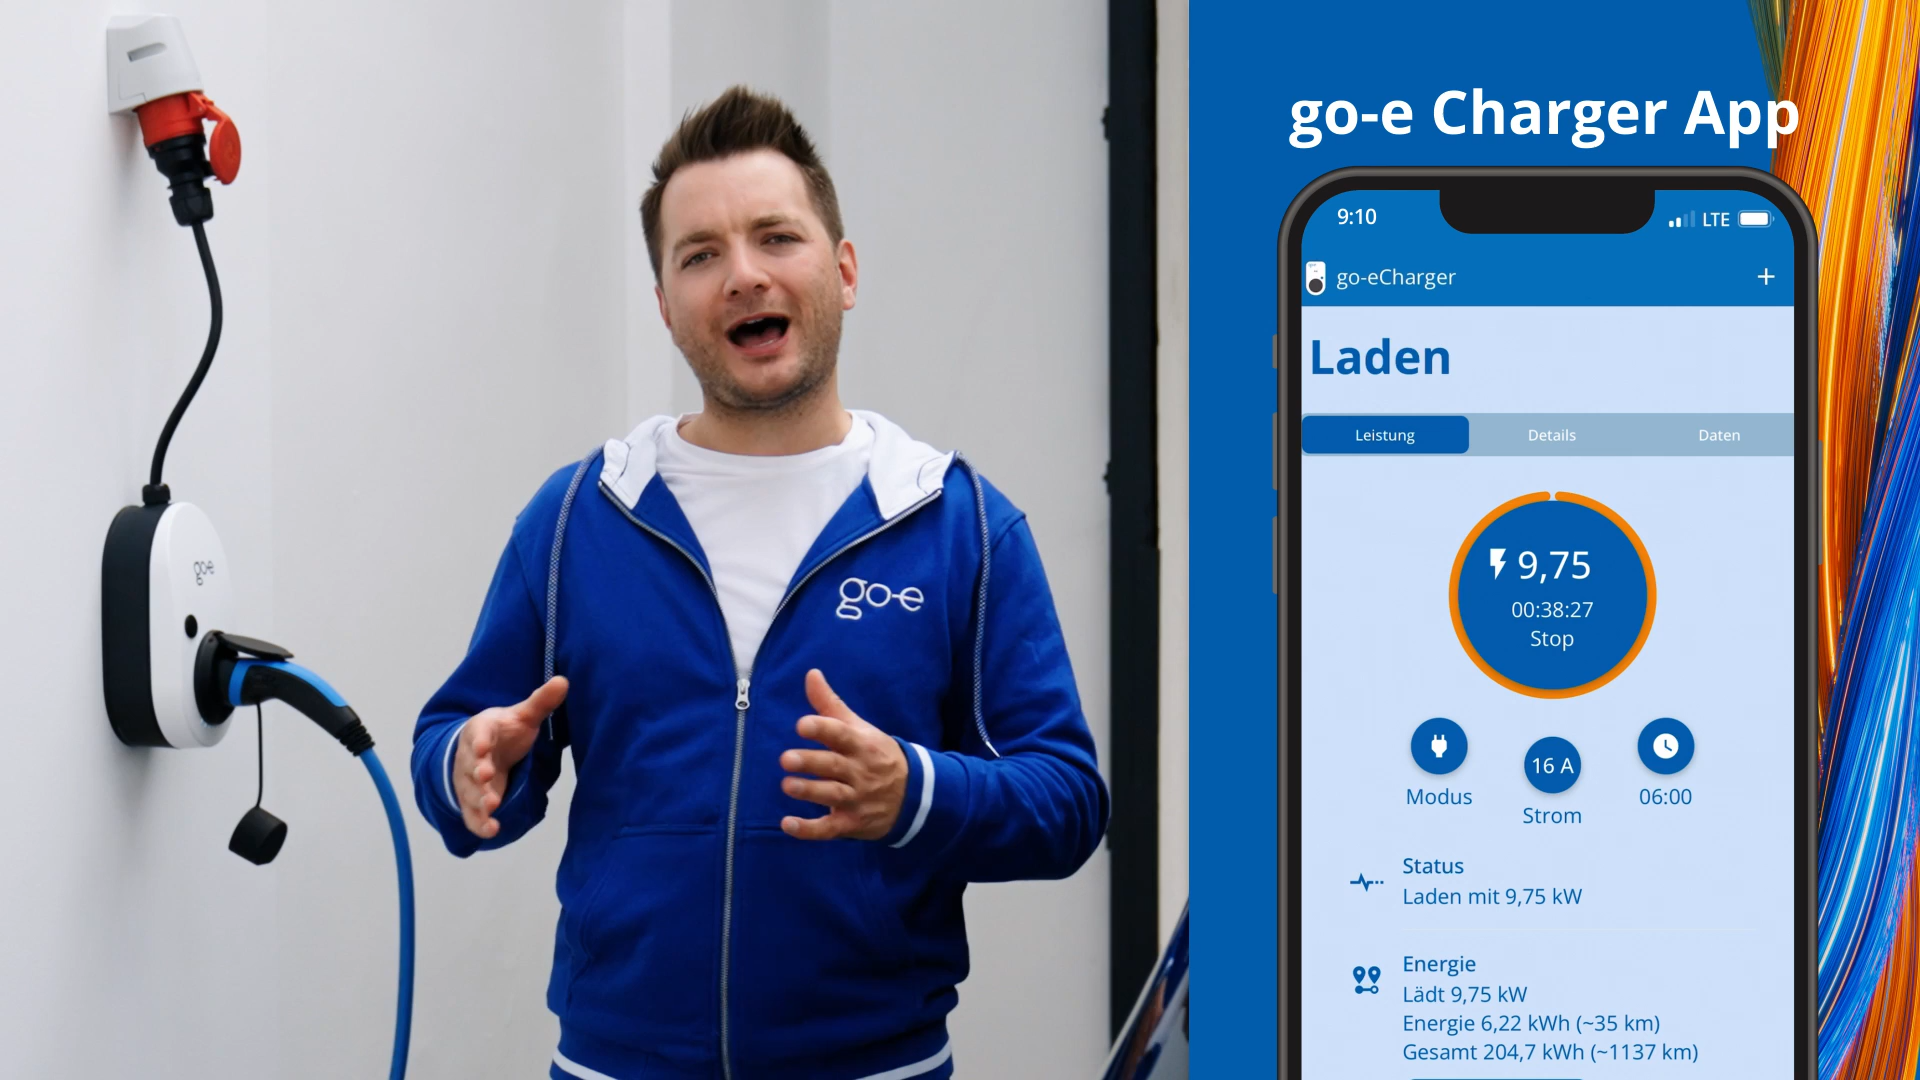 go-e
go-e
go-e Charger App
9:10
LTE
go-eCharger
+
Laden
Leistung
Details
Daten
9,75
00:38:27
Stop
Modus
16 A
Strom
06:00
Status
Laden mit 9,75 kW
Energie
Lädt 9,75 kW
Energie 6,22 kWh (~35 km)
Gesamt 204,7 kWh (~1137 km)